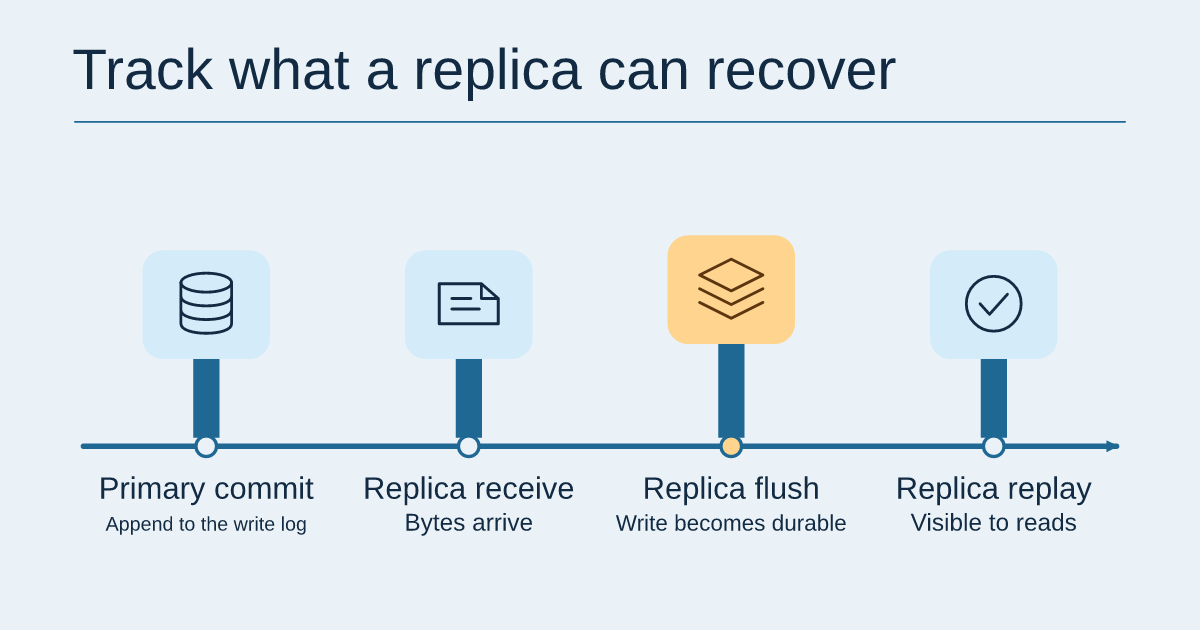 Track what a replica can recover
Primary commit
Append to the write log
Replica receive
Bytes arrive
Replica flush
Write becomes durable
Replica replay
Visible to reads